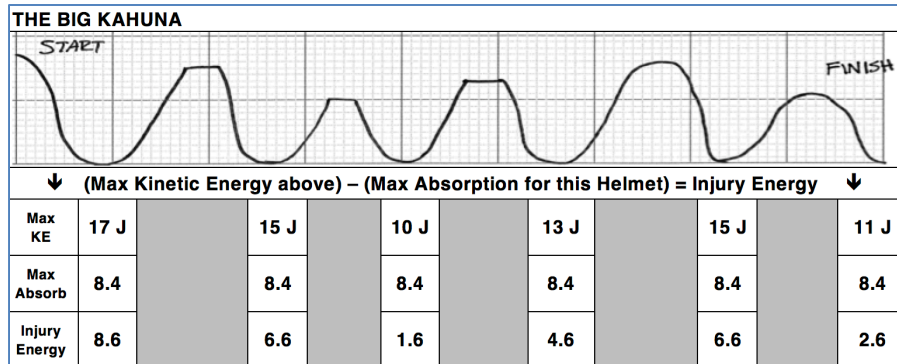 THE BIG KAHUNA
START
FINISH
🡳 (Max Kinetic Energy above) – (Max Absorption for this Helmet) = Injury Energy 🡳
Max KE 17 J 15 J 10 J 13 J 15 J 11 J
Max Absorb 8.4 8.4 8.4 8.4 8.4 8.4
Injury Energy 8.6 6.6 1.6 4.6 6.6 2.6